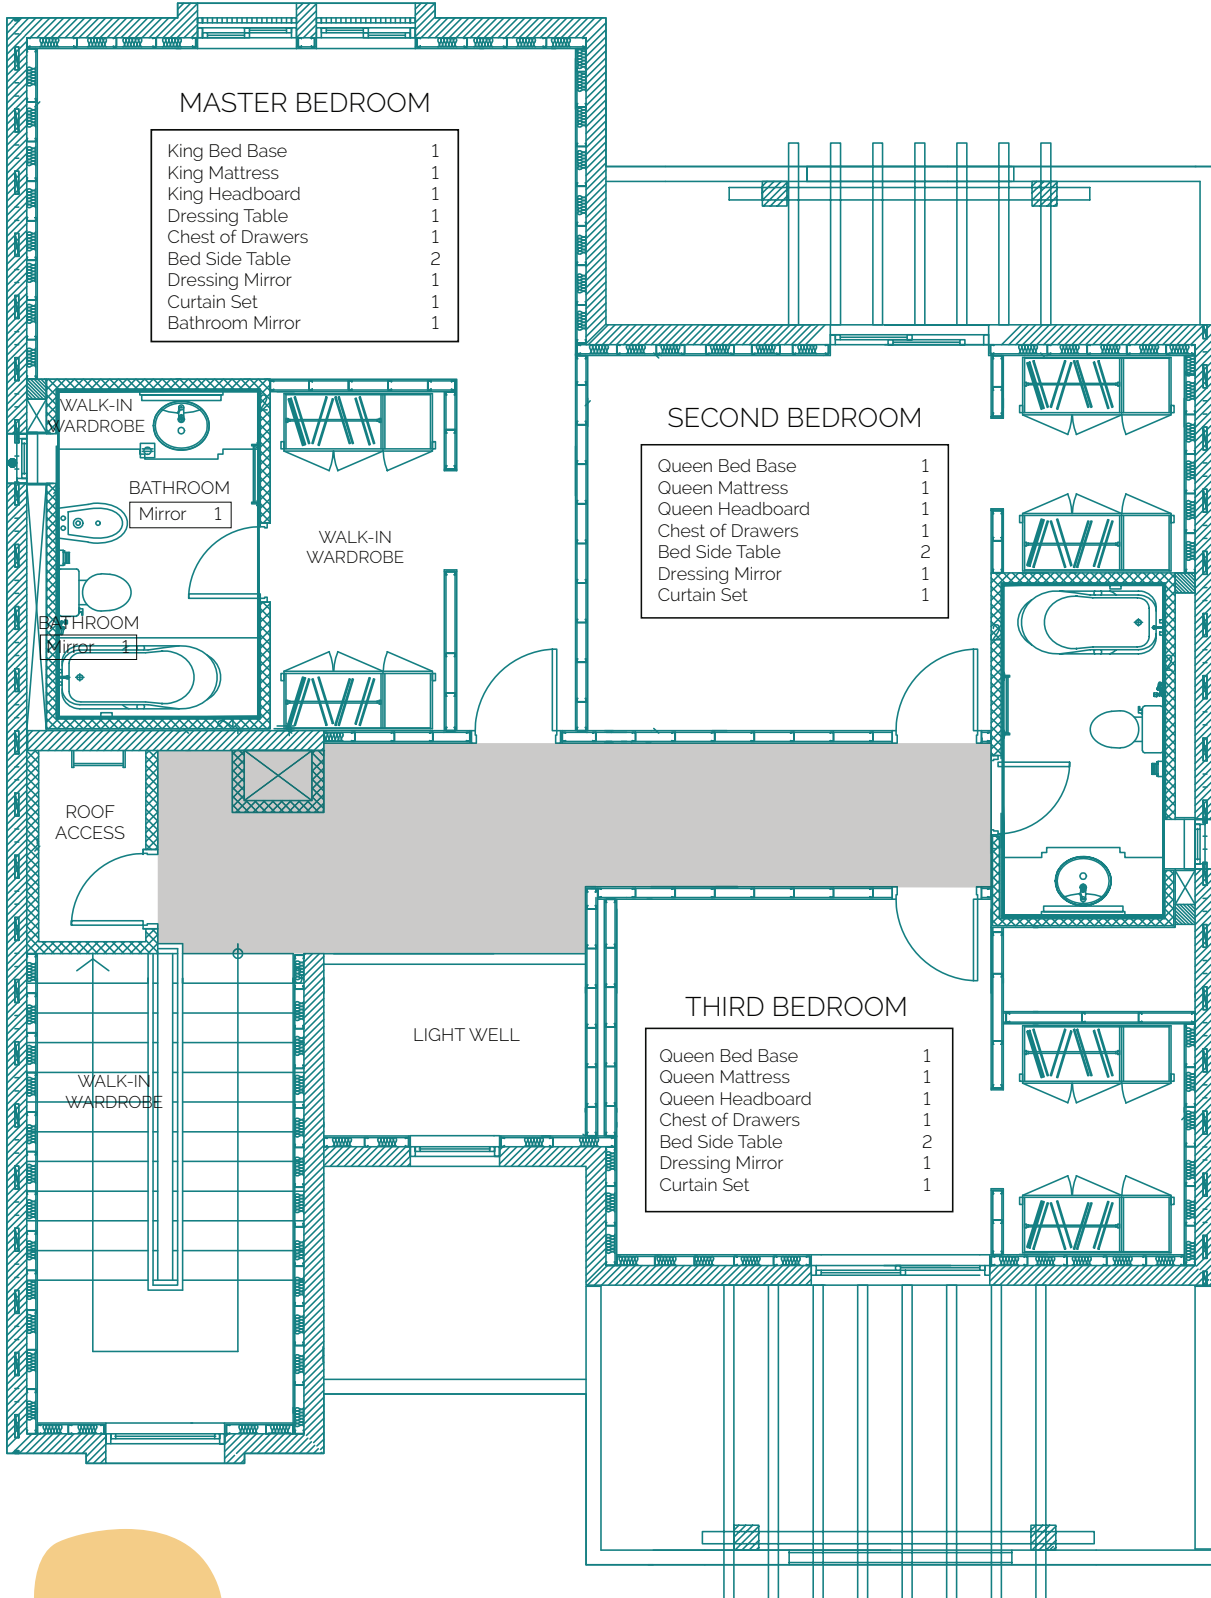 MASTER BEDROOM
King Bed Base 1
King Mattress 1
King Headboard 1
Dressing Table 1
Chest of Drawers 1
Bed Side Table 2
Dressing Mirror 1
Curtain Set 1
Bathroom Mirror 1
WALK-IN
WARDROBE
BATHROOM
Mirror 1
WALK-IN
WARDROBE
BATHROOM
Mirror 1
SECOND BEDROOM
Queen Bed Base 1
Queen Mattress 1
Queen Headboard 1
Chest of Drawers 1
Bed Side Table 2
Dressing Mirror 1
Curtain Set 1
ROOF
ACCESS
LIGHT WELL
WALK-IN
WARDROBE
THIRD BEDROOM
Queen Bed Base 1
Queen Mattress 1
Queen Headboard 1
Chest of Drawers 1
Bed Side Table 2
Dressing Mirror 1
Curtain Set 1